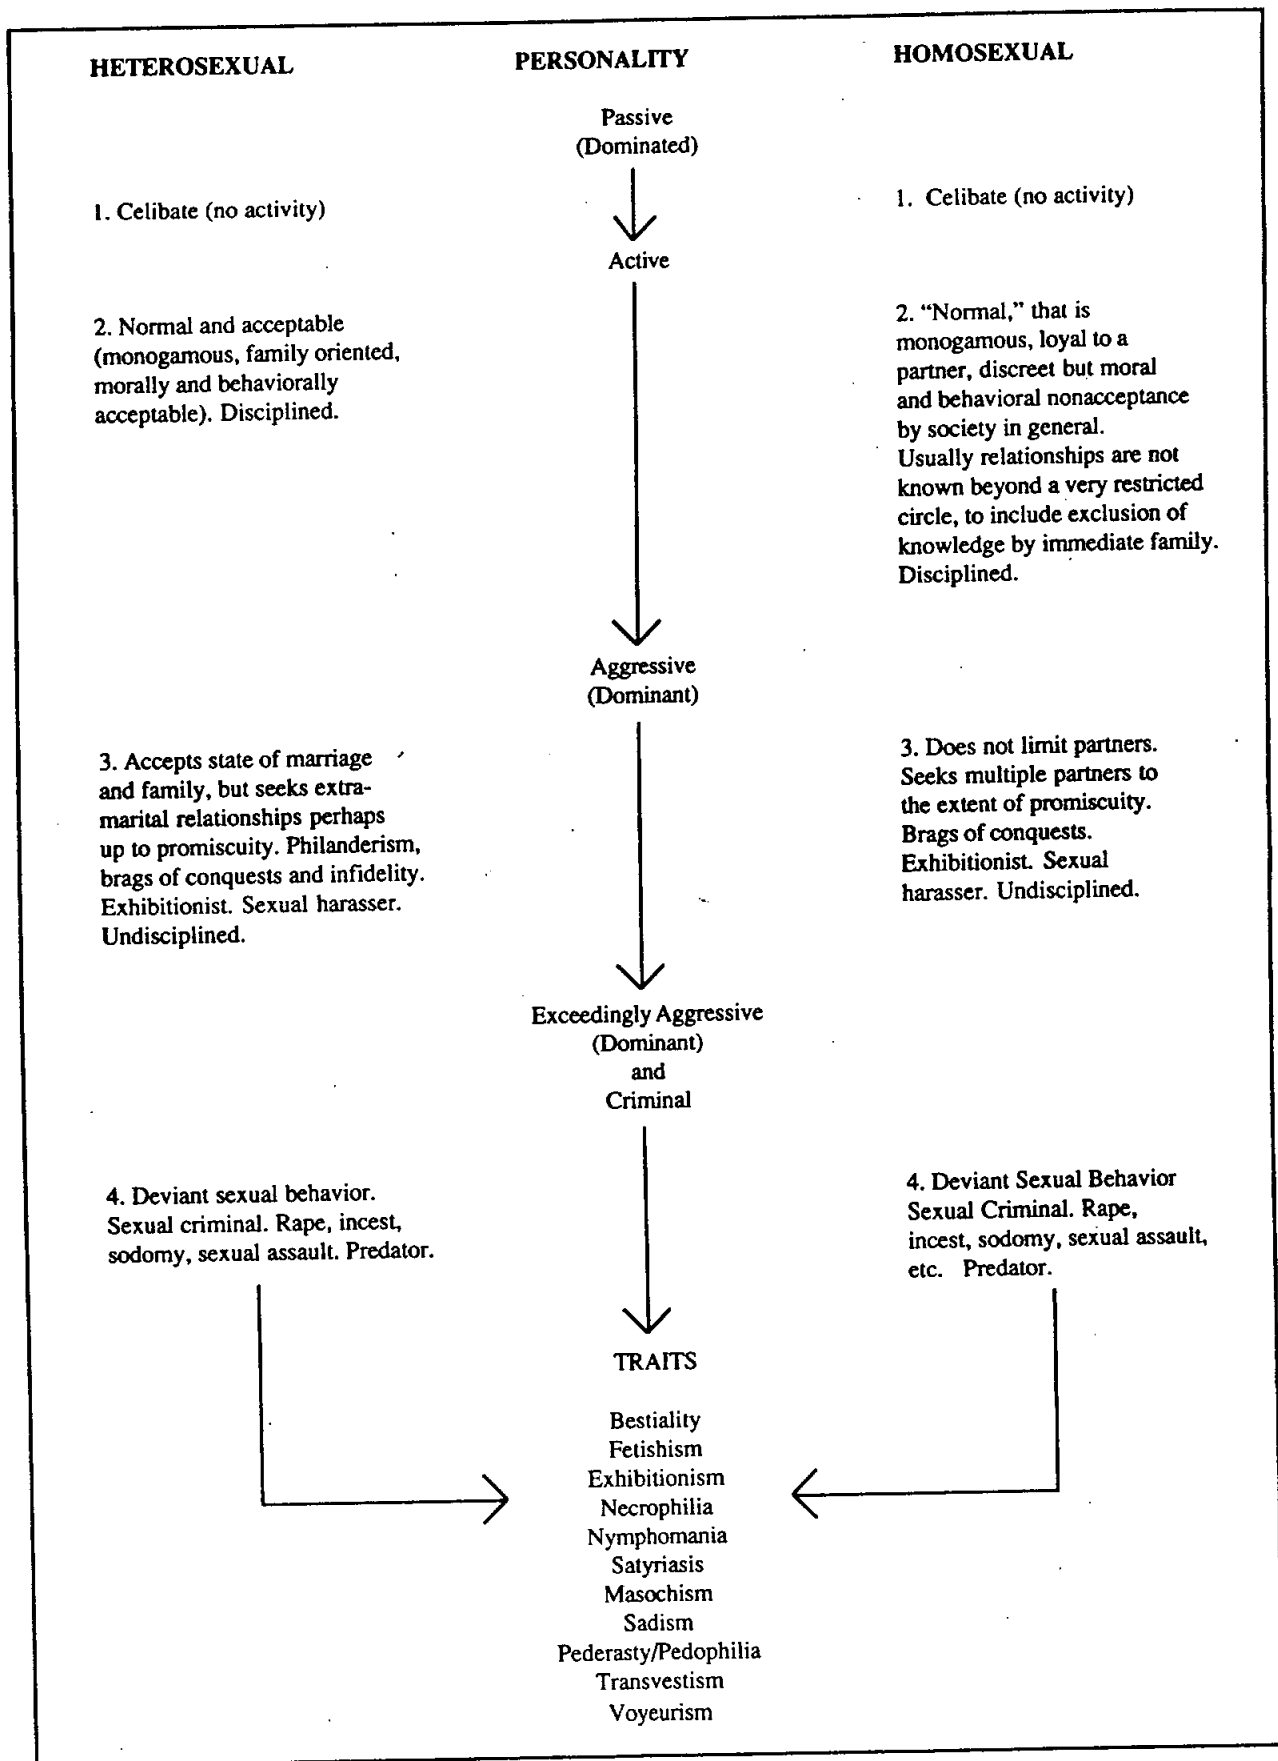 HETEROSEXUAL
PERSONALITY
HOMOSEXUAL
Passive
(Dominated)
1. Celibate (no activity)
1. Celibate (no activity)
Active
2. Normal and acceptable
(monogamous, family oriented,
morally and behaviorally
acceptable). Disciplined.
2. “Normal,” that is
monogamous, loyal to a
partner, discreet but moral
and behavioral nonacceptance
by society in general.
Usually relationships are not
known beyond a very restricted
circle, to include exclusion of
knowledge by immediate family.
Disciplined.
Aggressive
(Dominant)
3. Accepts state of marriage
and family, but seeks extra-
marital relationships perhaps
up to promiscuity. Philanderism,
brags of conquests and infidelity.
Exhibitionist. Sexual harasser.
Undisciplined.
3. Does not limit partners.
Seeks multiple partners to
the extent of promiscuity.
Brags of conquests.
Exhibitionist. Sexual
harasser. Undisciplined.
Exceedingly Aggressive
(Dominant)
and
Criminal
4. Deviant sexual behavior.
Sexual criminal. Rape, incest,
sodomy, sexual assault. Predator.
4. Deviant Sexual Behavior
Sexual Criminal. Rape,
incest, sodomy, sexual assault,
etc. Predator.
TRAITS
Bestiality
Fetishism
Exhibitionism
Necrophilia
Nymphomania
Satyriasis
Masochism
Sadism
Pederasty/Pedophilia
Transvestism
Voyeurism